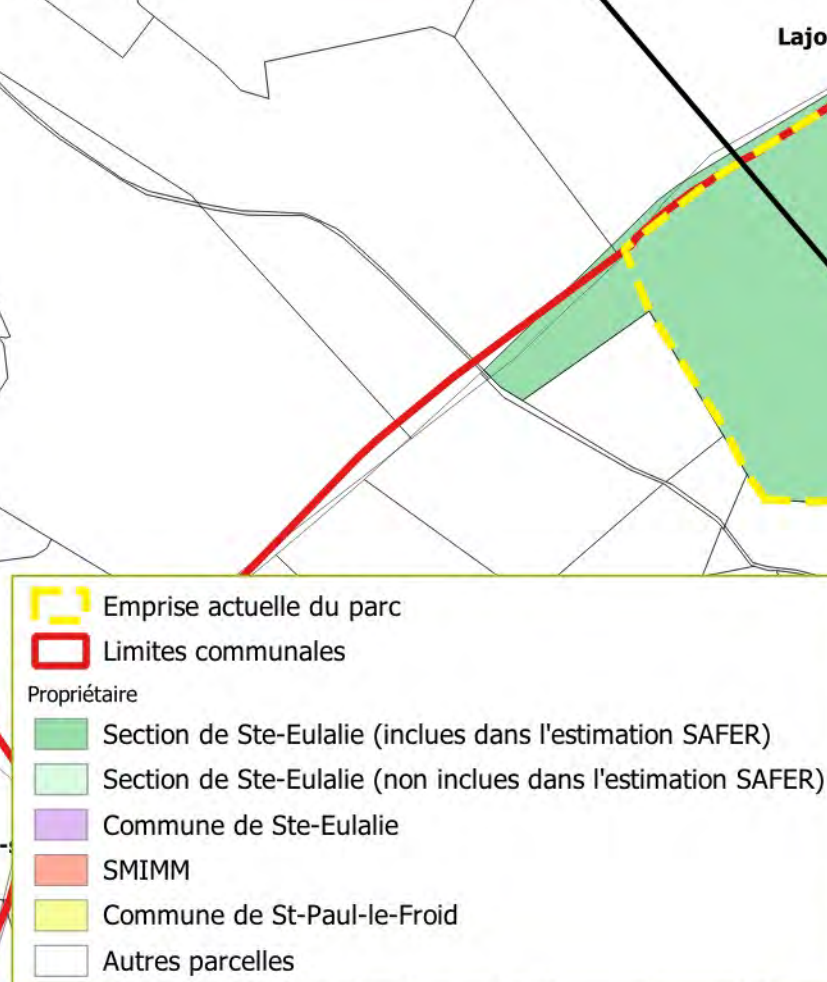 Lajo
Emprise actuelle du parc
Limites communales
Propriétaire
Section de Ste-Eulalie (inclues dans l'estimation SAFER)
Section de Ste-Eulalie (non inclues dans l'estimation SAFER)
Commune de Ste-Eulalie
SMIMM
Commune de St-Paul-le-Froid
Autres parcelles